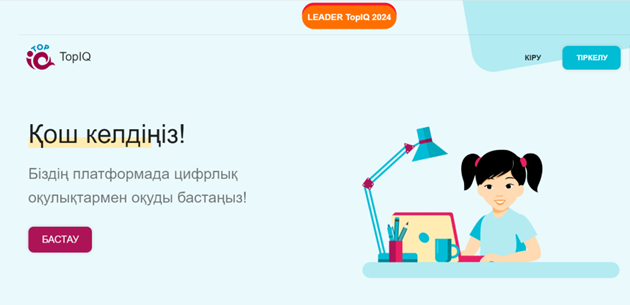 LEADER TopIQ 2024
TOP
IQ
TopIQ
КІРУ
ТІРКЕЛУ
Қош келдіңіз!
Біздің платформада цифрлық
оқулықтармен оқуды бастаңыз!
БАСТАУ